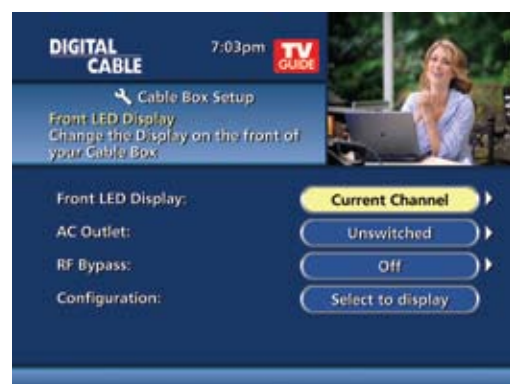 DIGITAL
CABLE
7:03pm
TV
GUIDE
Cable Box Setup
Front LED Display
Change the Display on the front of
your Cable Box
Front LED Display: Current Channel
AC Outlet: Unswitched
RF Bypass: Off
Configuration: Select to display